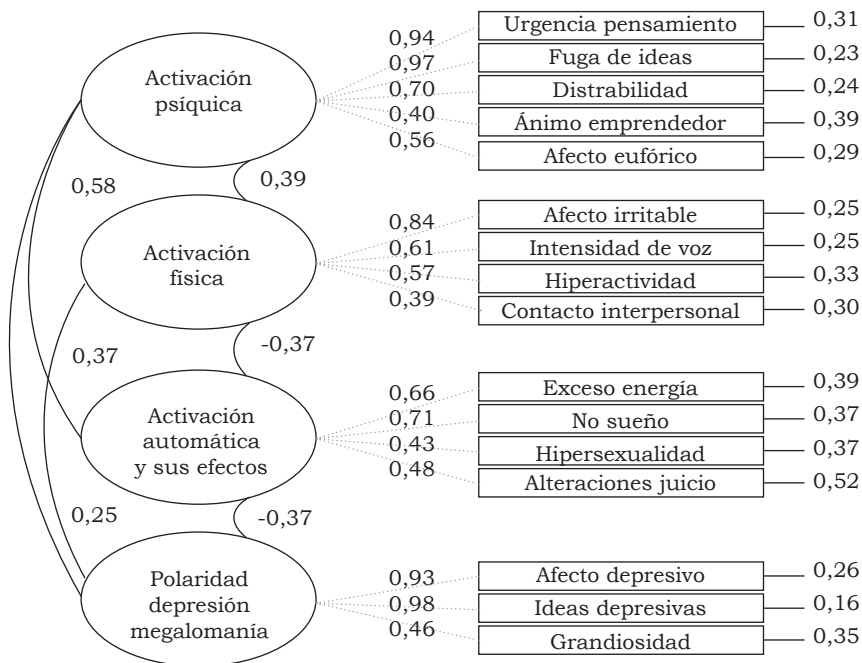 Activación
psíquica
0,94
0,97
0,70
0,40
0,56
Urgencia pensamiento
0,31
Fuga de ideas
0,23
Distrabilidad
0,24
Ánimo emprendedor
0,39
Afecto eufórico
0,29
0,58
0,39
Activación
física
0,84
0,61
0,57
0,39
Afecto irritable
0,25
Intensidad de voz
0,25
Hiperactividad
0,33
Contacto interpersonal
0,30
0,37
-0,37
Activación
automática
y sus efectos
0,66
0,71
0,43
0,48
Exceso energía
0,39
No sueño
0,37
Hipersexualidad
0,37
Alteraciones juicio
0,52
0,25
-0,37
Polaridad
depresión
megalomanía
0,93
0,98
0,46
Afecto depresivo
0,26
Ideas depresivas
0,16
Grandiosidad
0,35